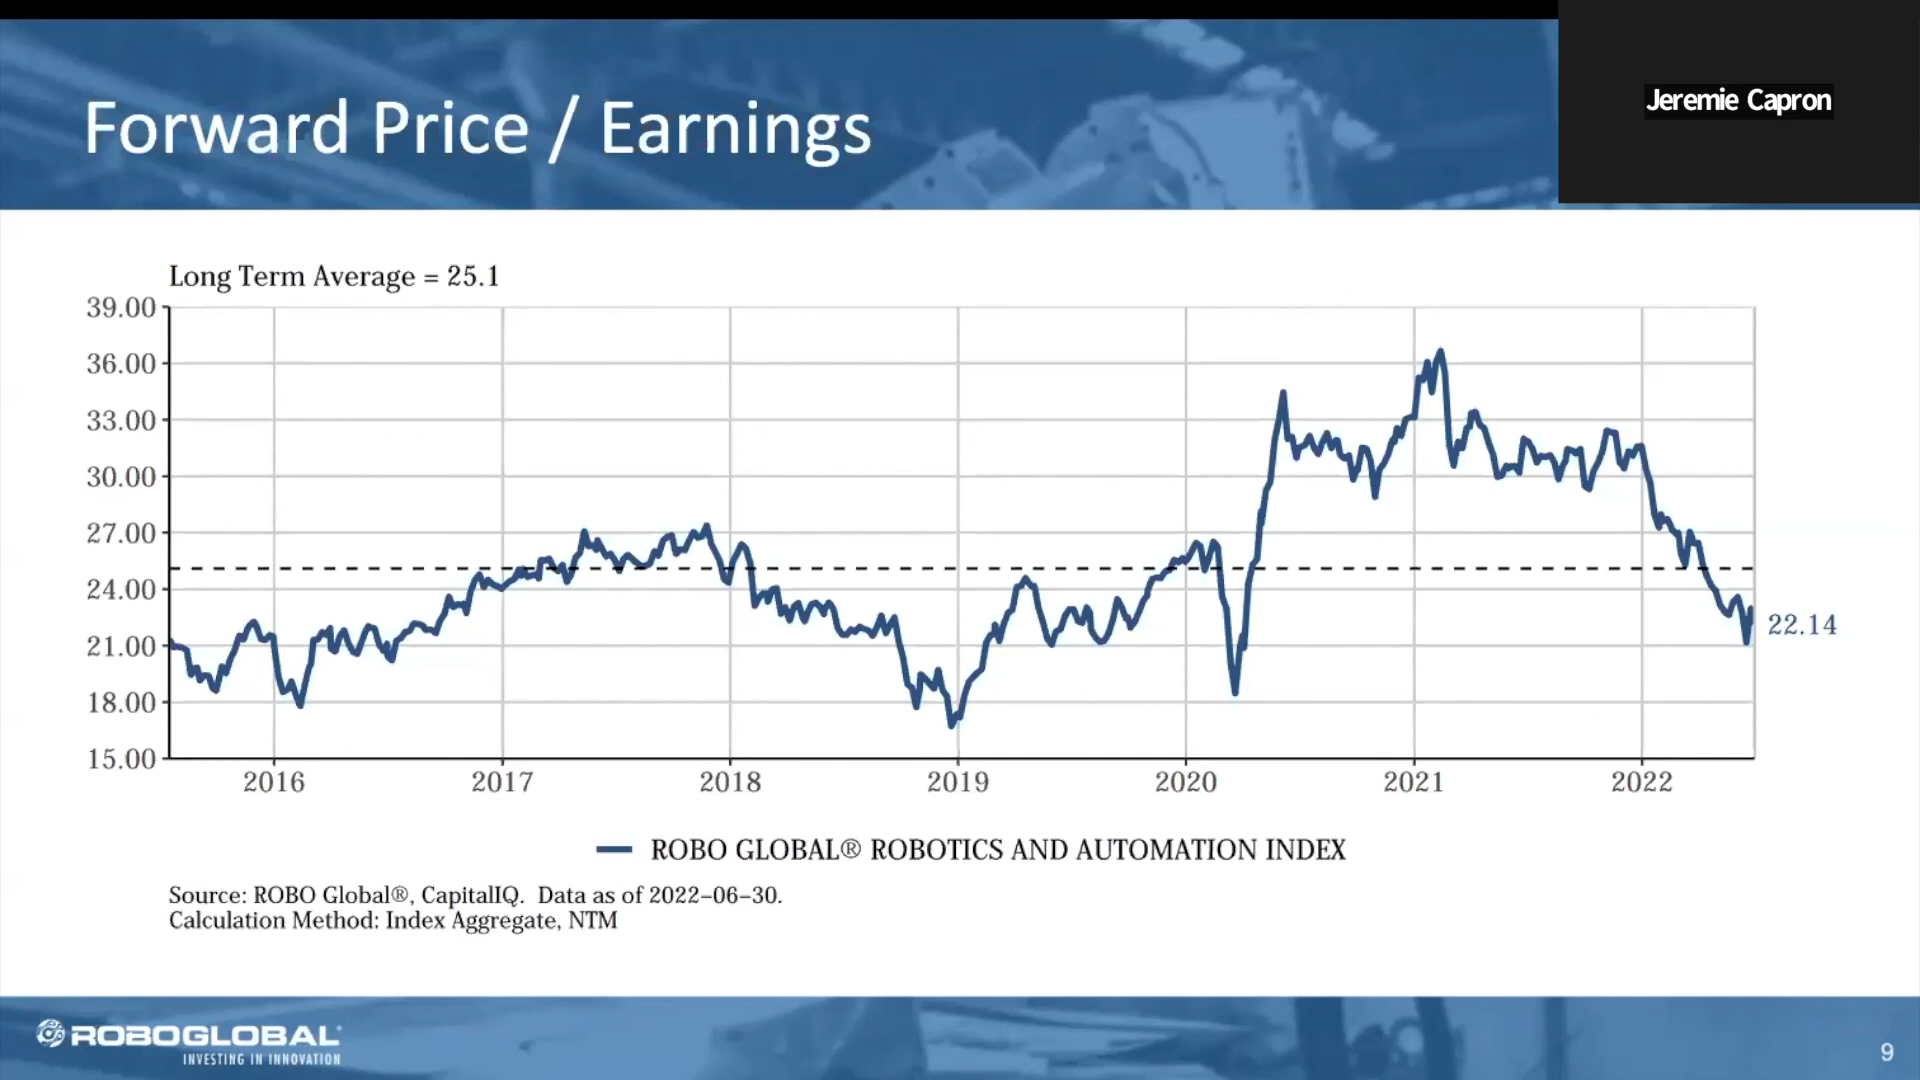 Jeremie Capron
Forward Price / Earnings
Long Term Average = 25.1
39.00
36.00
33.00
30.00
27.00
24.00
21.00
18.00
15.00
22.14
2016 2017 2018 2019 2020 2021 2022
ROBO GLOBAL® ROBOTICS AND AUTOMATION INDEX
Source: ROBO Global®, CapitalIQ.  Data as of 2022–06–30.
Calculation Method: Index Aggregate, NTM
ROBOGLOBAL®
INVESTING IN INNOVATION
9